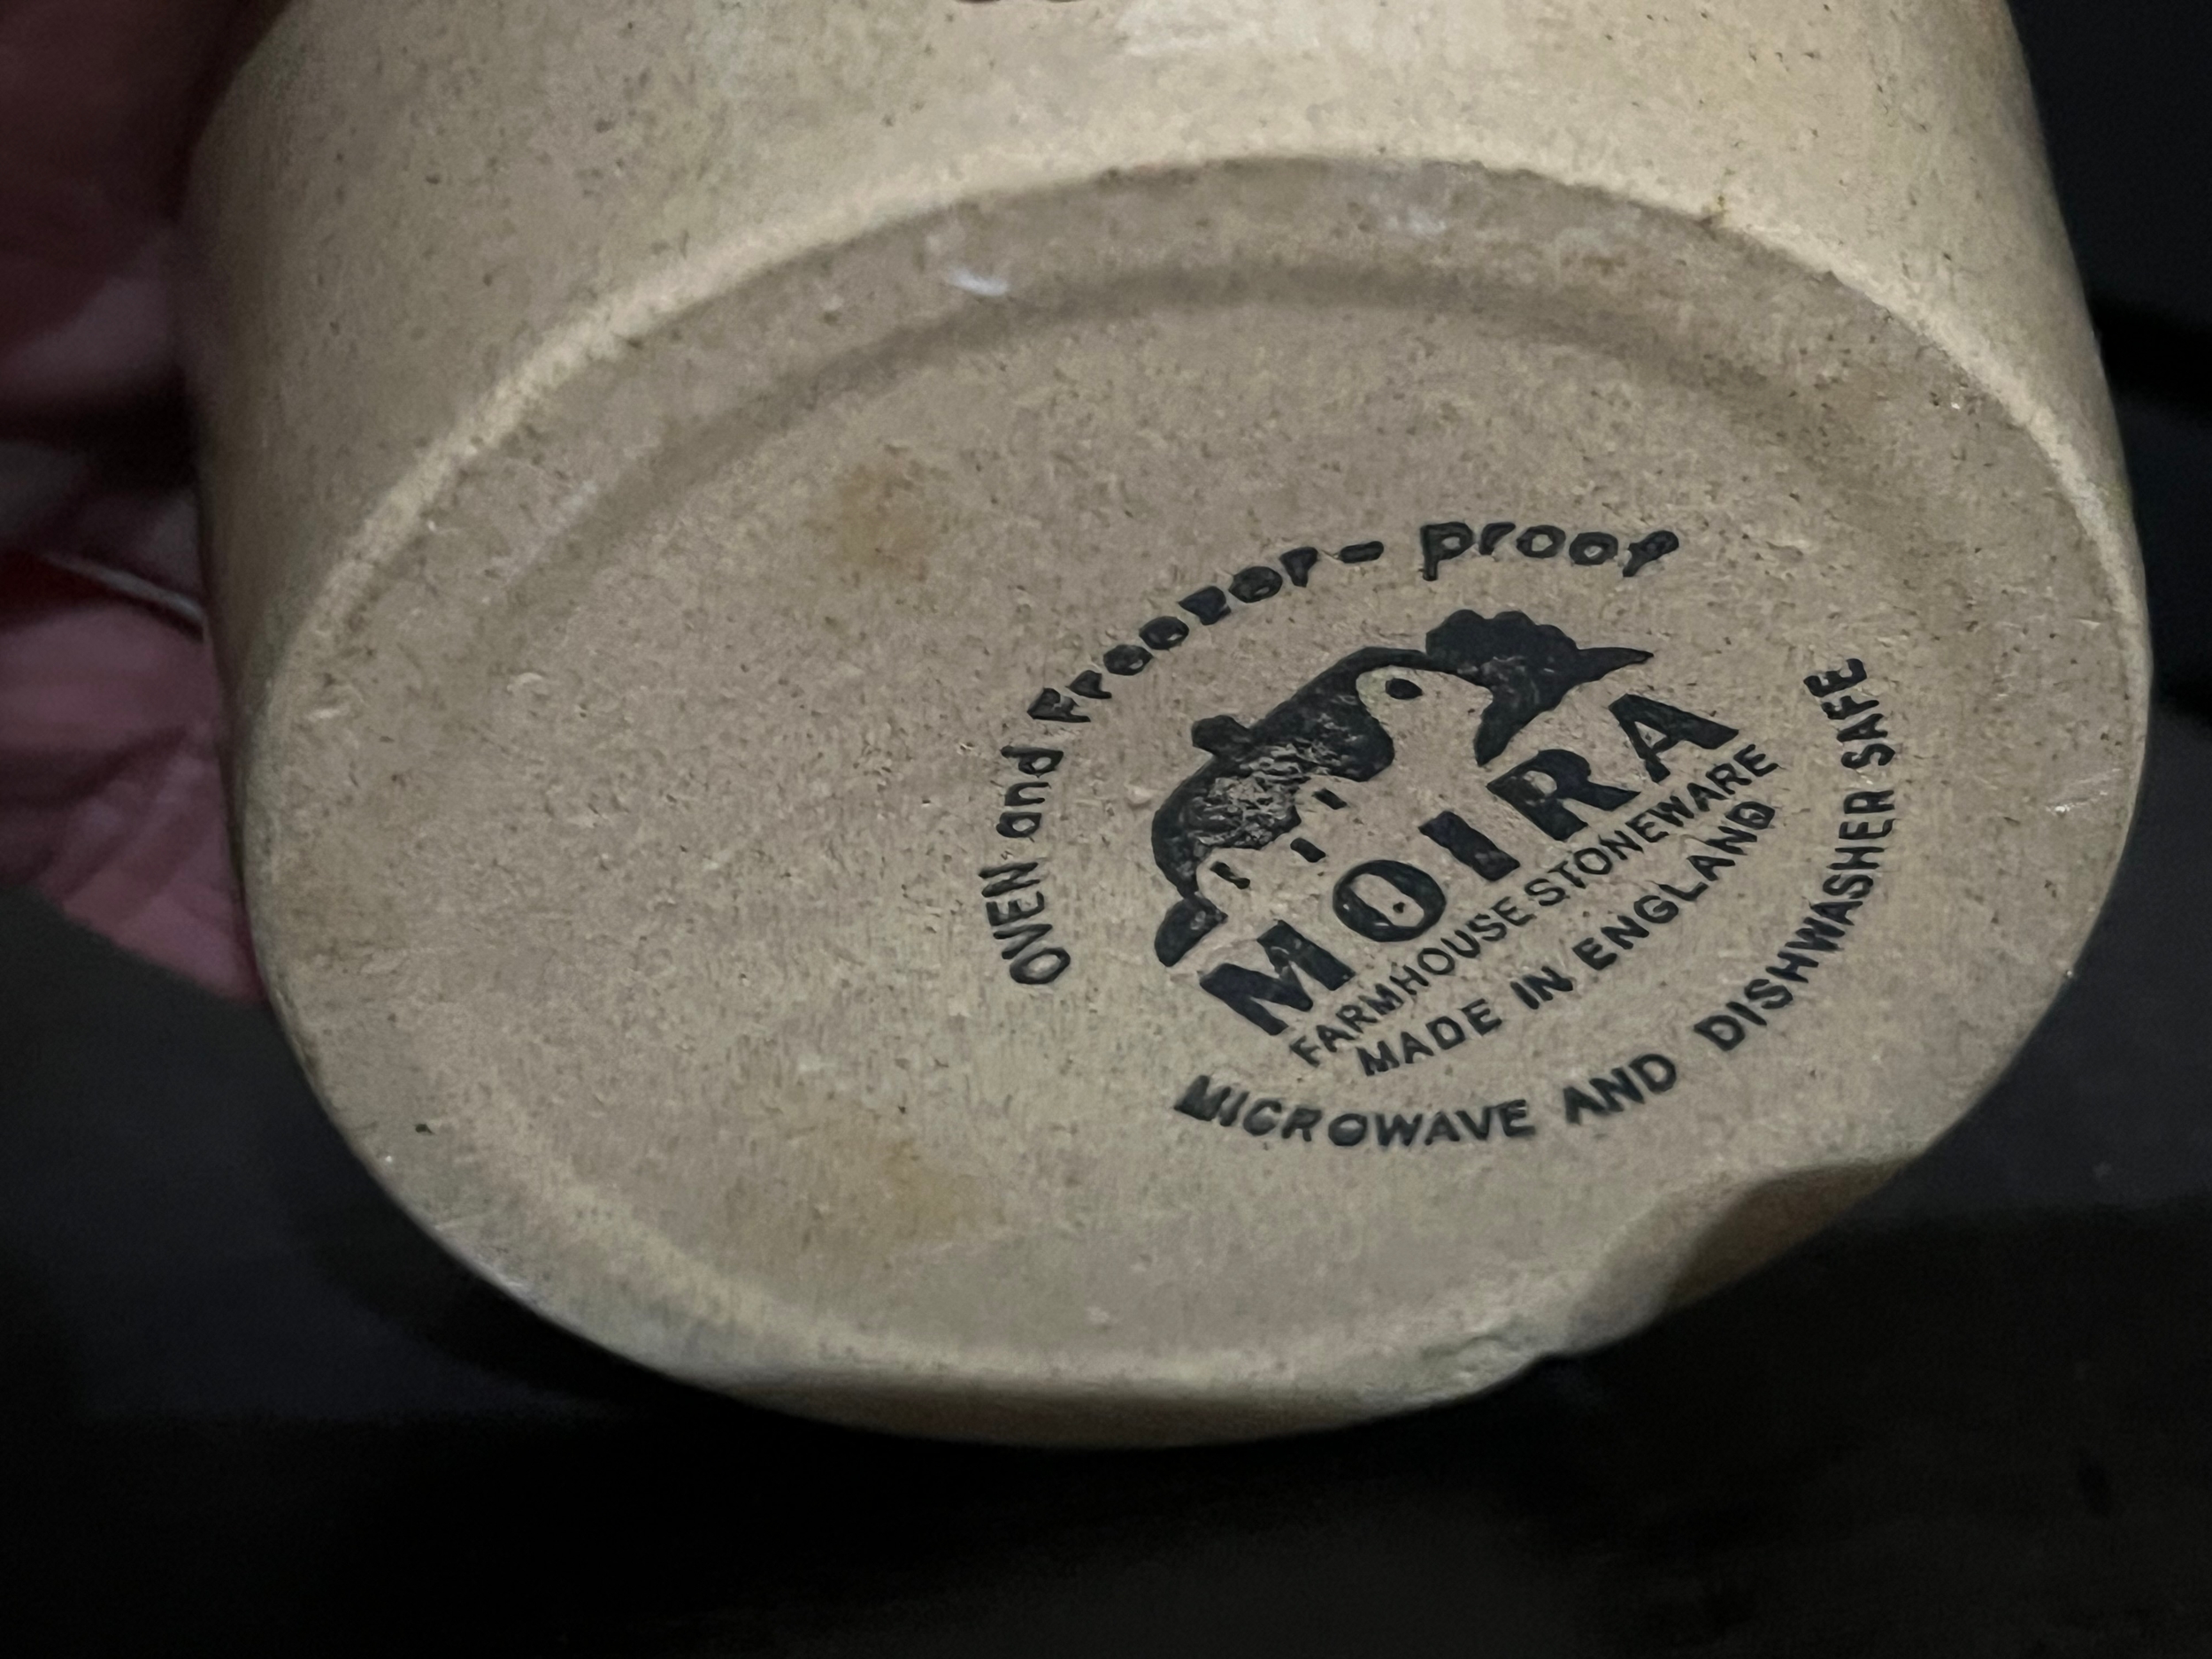 OVEN and Freezer-proof
MOIRA
FARMHOUSE STONEWARE
MADE IN ENGLAND
MICROWAVE AND DISHWASHER SAFE